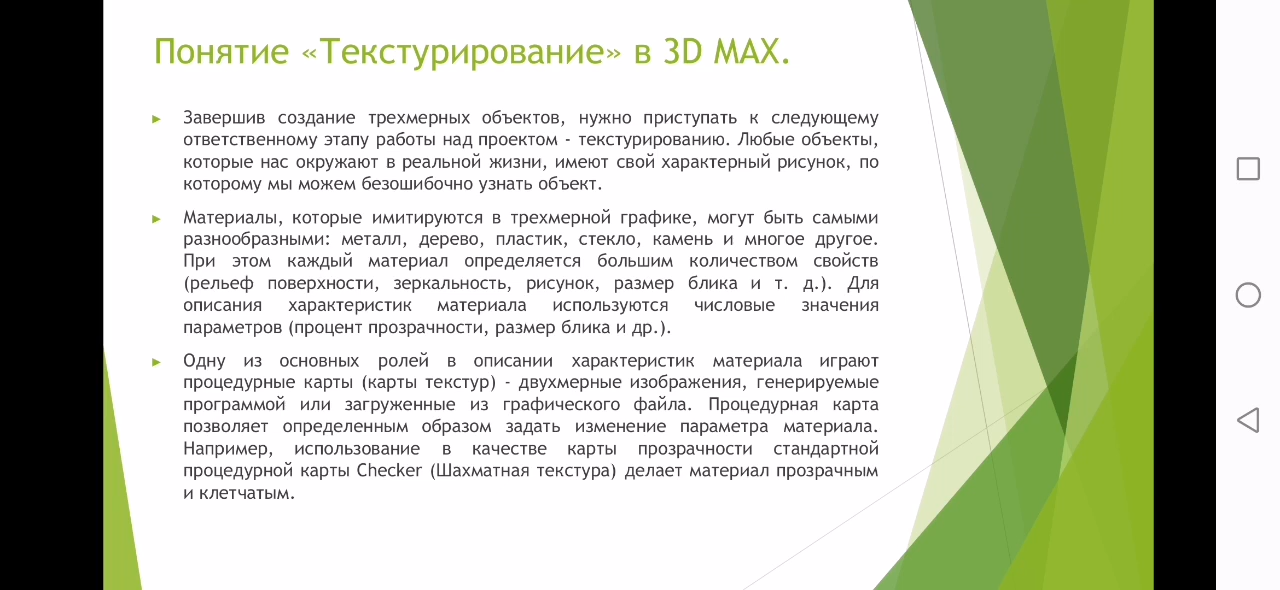 Понятие «Текстурирование» в 3D MAX.
Завершив создание трехмерных объектов, нужно приступать к следующему
ответственному этапу работы над проектом - текстурированию. Любые объекты,
которые нас окружают в реальной жизни, имеют свой характерный рисунок, по
которому мы можем безошибочно узнать объект.
Материалы, которые имитируются в трехмерной графике, могут быть самыми
разнообразными: металл, дерево, пластик, стекло, камень и многое другое.
При этом каждый материал определяется большим количеством свойств
(рельеф поверхности, зеркальность, рисунок, размер блика и т. д.). Для
описания характеристик материала используются числовые значения
параметров (процент прозрачности, размер блика и др.).
Одну из основных ролей в описании характеристик материала играют
процедурные карты (карты текстур) - двухмерные изображения, генерируемые
программой или загруженные из графического файла. Процедурная карта
позволяет определенным образом задать изменение параметра материала.
Например, использование в качестве карты прозрачности стандартной
процедурной карты Checker (Шахматная текстура) делает материал прозрачным
и клетчатым.